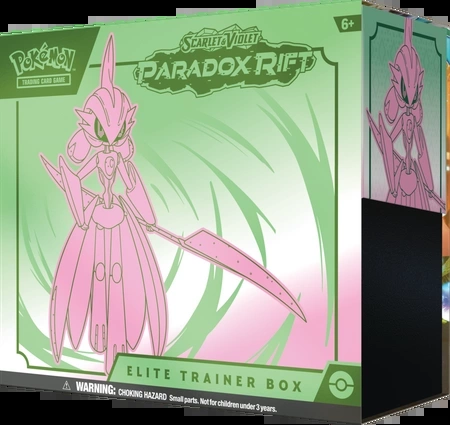 6+
Pokémon
TRADING CARD GAME
SCARLET & VIOLET
PARADOX RIFT
ELITE TRAINER BOX
WARNING: CHOKING HAZARD Small parts. Not for children under 3 years.